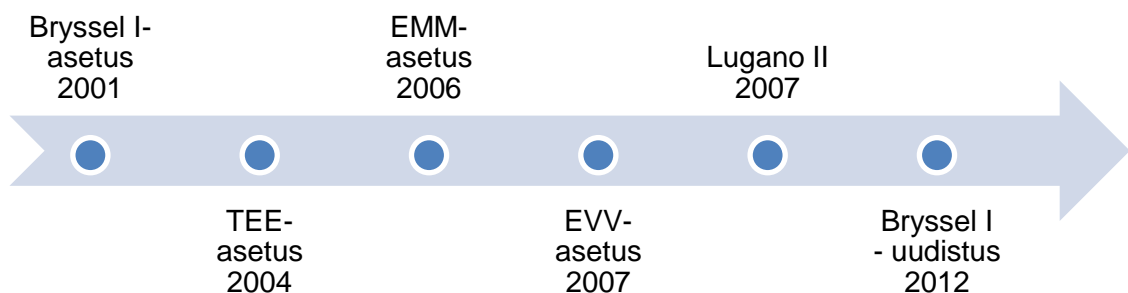 Bryssel I-
asetus
2001
TEE-
asetus
2004
EMM-
asetus
2006
EVV-
asetus
2007
Lugano II
2007
Bryssel I
- uudistus
2012